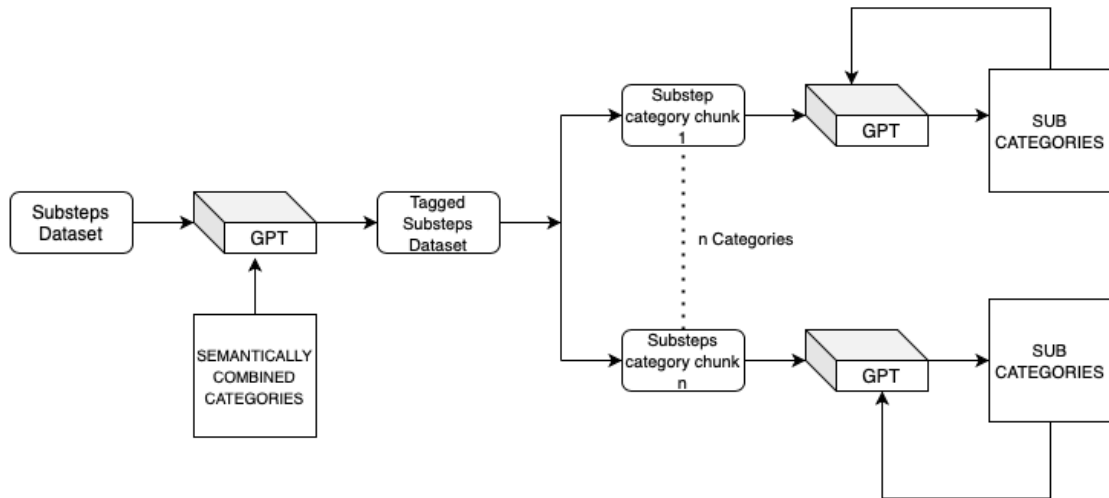 Substep
category chunk
1
GPT
SUB
CATEGORIES
Substeps
Dataset
GPT
Tagged
Substeps
Dataset
n Categories
SEMANTICALLY
COMBINED
CATEGORIES
Substeps
category chunk
n
GPT
SUB
CATEGORIES